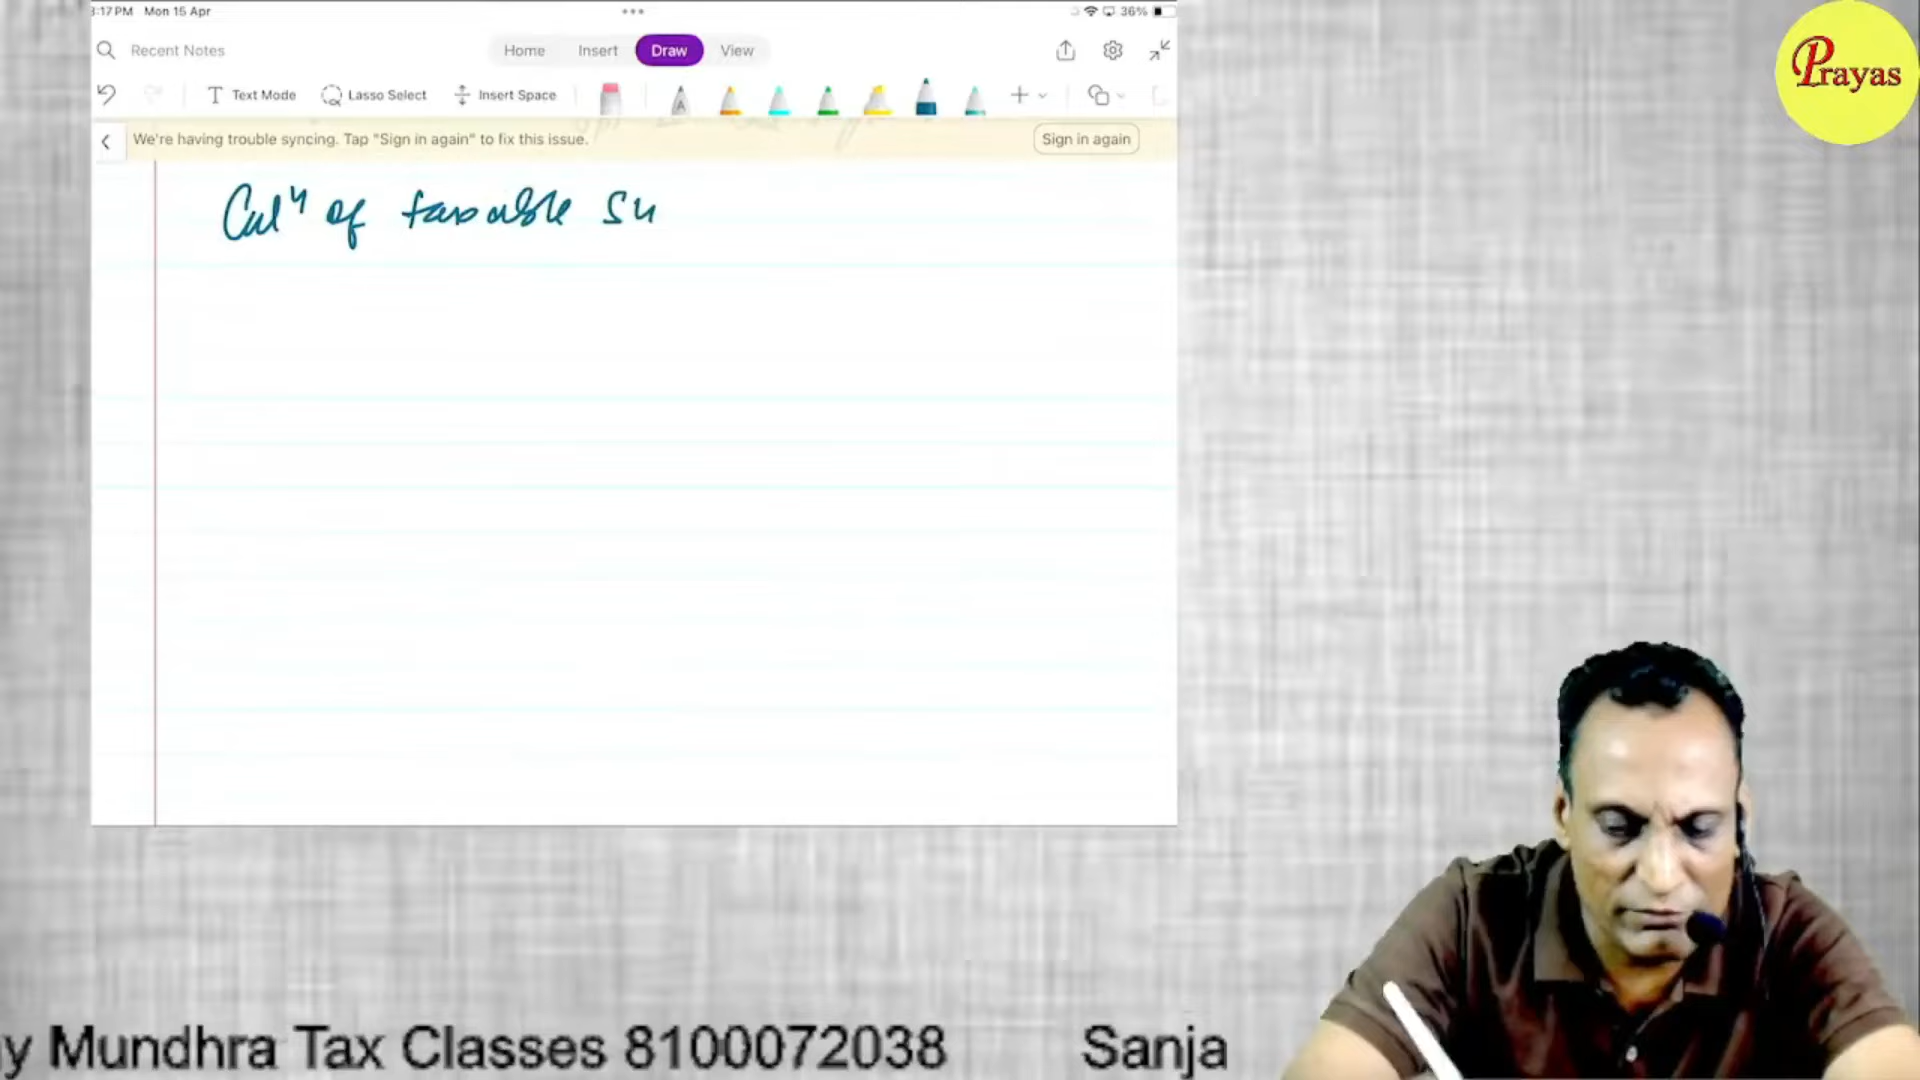 3:17PM Mon 15 Apr
36%
Recent Notes
Home Insert Draw View
Text Mode Lasso Select Insert Space
We're having trouble syncing. Tap "Sign in again" to fix this issue.
Sign in again
Prayas
Calⁿ of taxable Su
y Mundhra Tax Classes 8100072038 Sanja